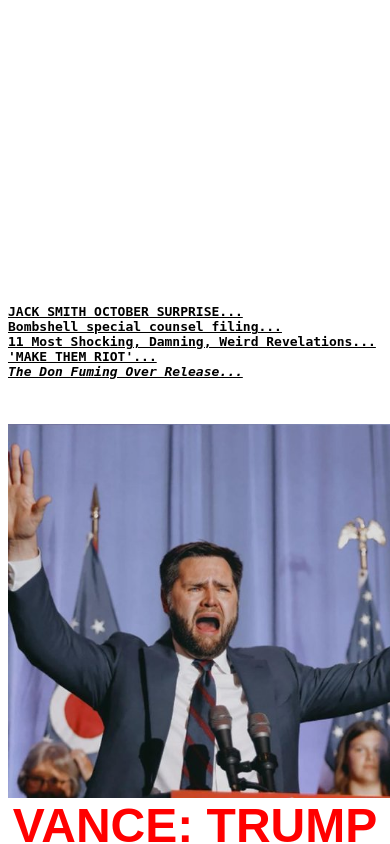 JACK SMITH OCTOBER SURPRISE...
Bombshell special counsel filing...
11 Most Shocking, Damning, Weird Revelations...
'MAKE THEM RIOT'...
The Don Fuming Over Release...
VANCE: TRUMP